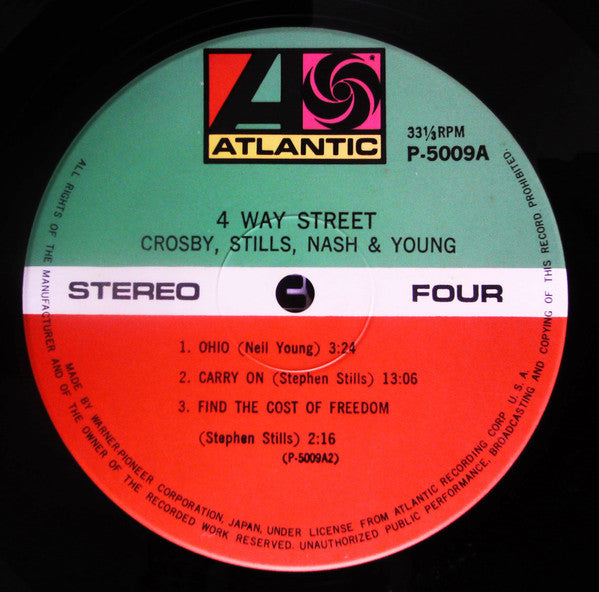 ATLANTIC
33⅓RPM
P-5009A
4 WAY STREET
CROSBY, STILLS, NASH & YOUNG
STEREO
FOUR
1. OHIO (Neil Young) 3:24
2. CARRY ON (Stephen Stills) 13:06
3. FIND THE COST OF FREEDOM
(Stephen Stills) 2:16
(P-5009A2)
MADE BY WARNER-PIONEER CORPORATION, JAPAN, UNDER LICENSE FROM ATLANTIC RECORDING CORP. U.S.A.
ALL RIGHTS OF THE MANUFACTURER AND OF THE OWNER OF THE RECORDED WORK RESERVED. UNAUTHORIZED PUBLIC PERFORMANCE, BROADCASTING AND COPYING OF THIS RECORD PROHIBITED.